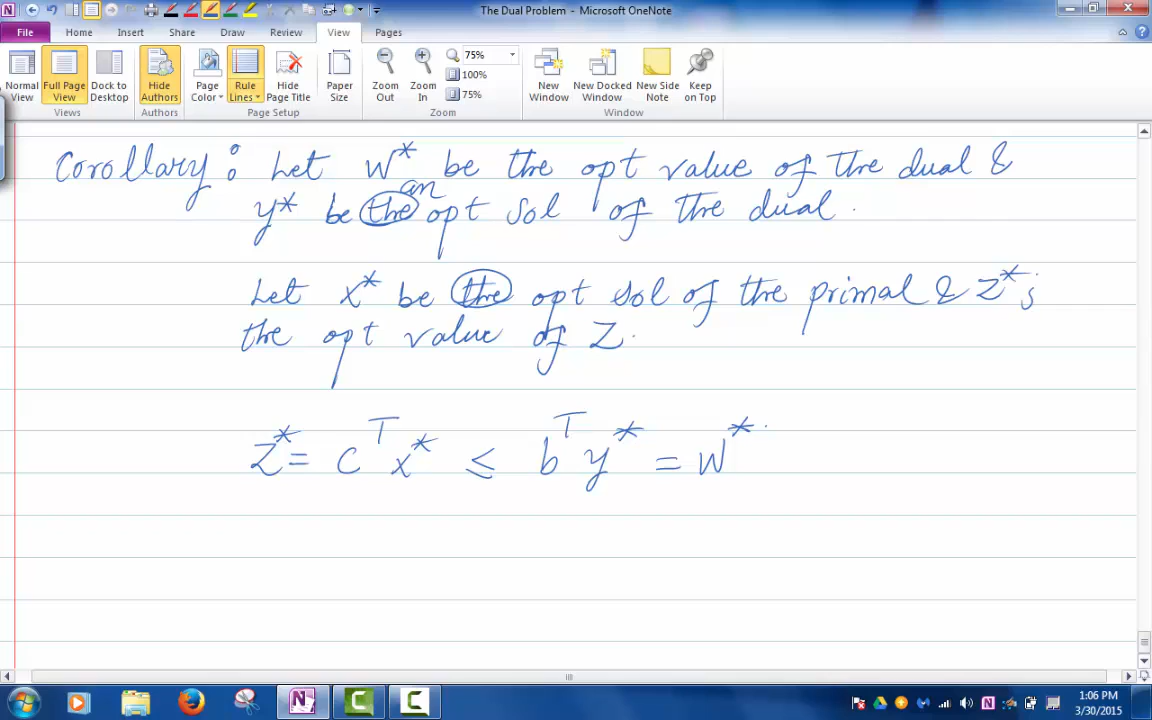 The Dual Problem - Microsoft OneNote
File Home Insert Share Draw Review View Pages
Normal View
Full Page View
Dock to Desktop
Hide Authors
Page Color
Rule Lines
Hide Page Title
Paper Size
Zoom Out
Zoom In
75%
100%
75%
New Window
New Docked Window
New Side Note
Keep on Top
Views Authors Page Setup Zoom Window
Corollary : Let w* be the opt value of the dual &
an
y* be the opt sol of the dual .
Let x* be the opt sol of the primal & z*
the opt value of z.
z* = c^T x* ≤ b^T y* = w*
1:06 PM
3/30/2015